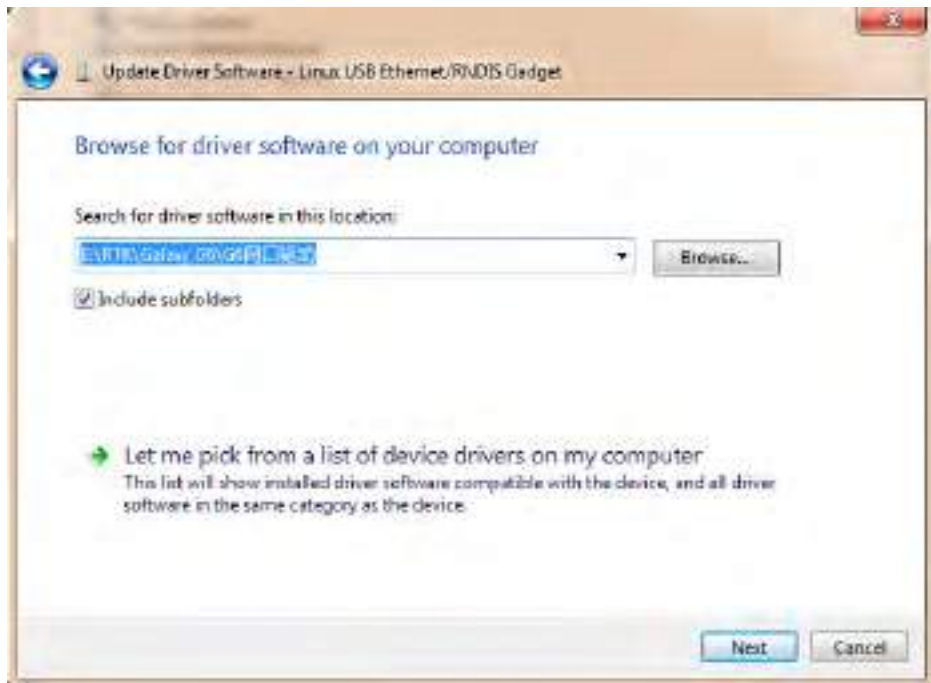 Update Driver Software - Linux USB Ethernet/RNDIS Gadget
Browse for driver software on your computer
Search for driver software in this location:
Browse...
Include subfolders
Let me pick from a list of device drivers on my computer
This list will show installed driver software compatible with the device, and all driver
software in the same category as the device.
Next
Cancel